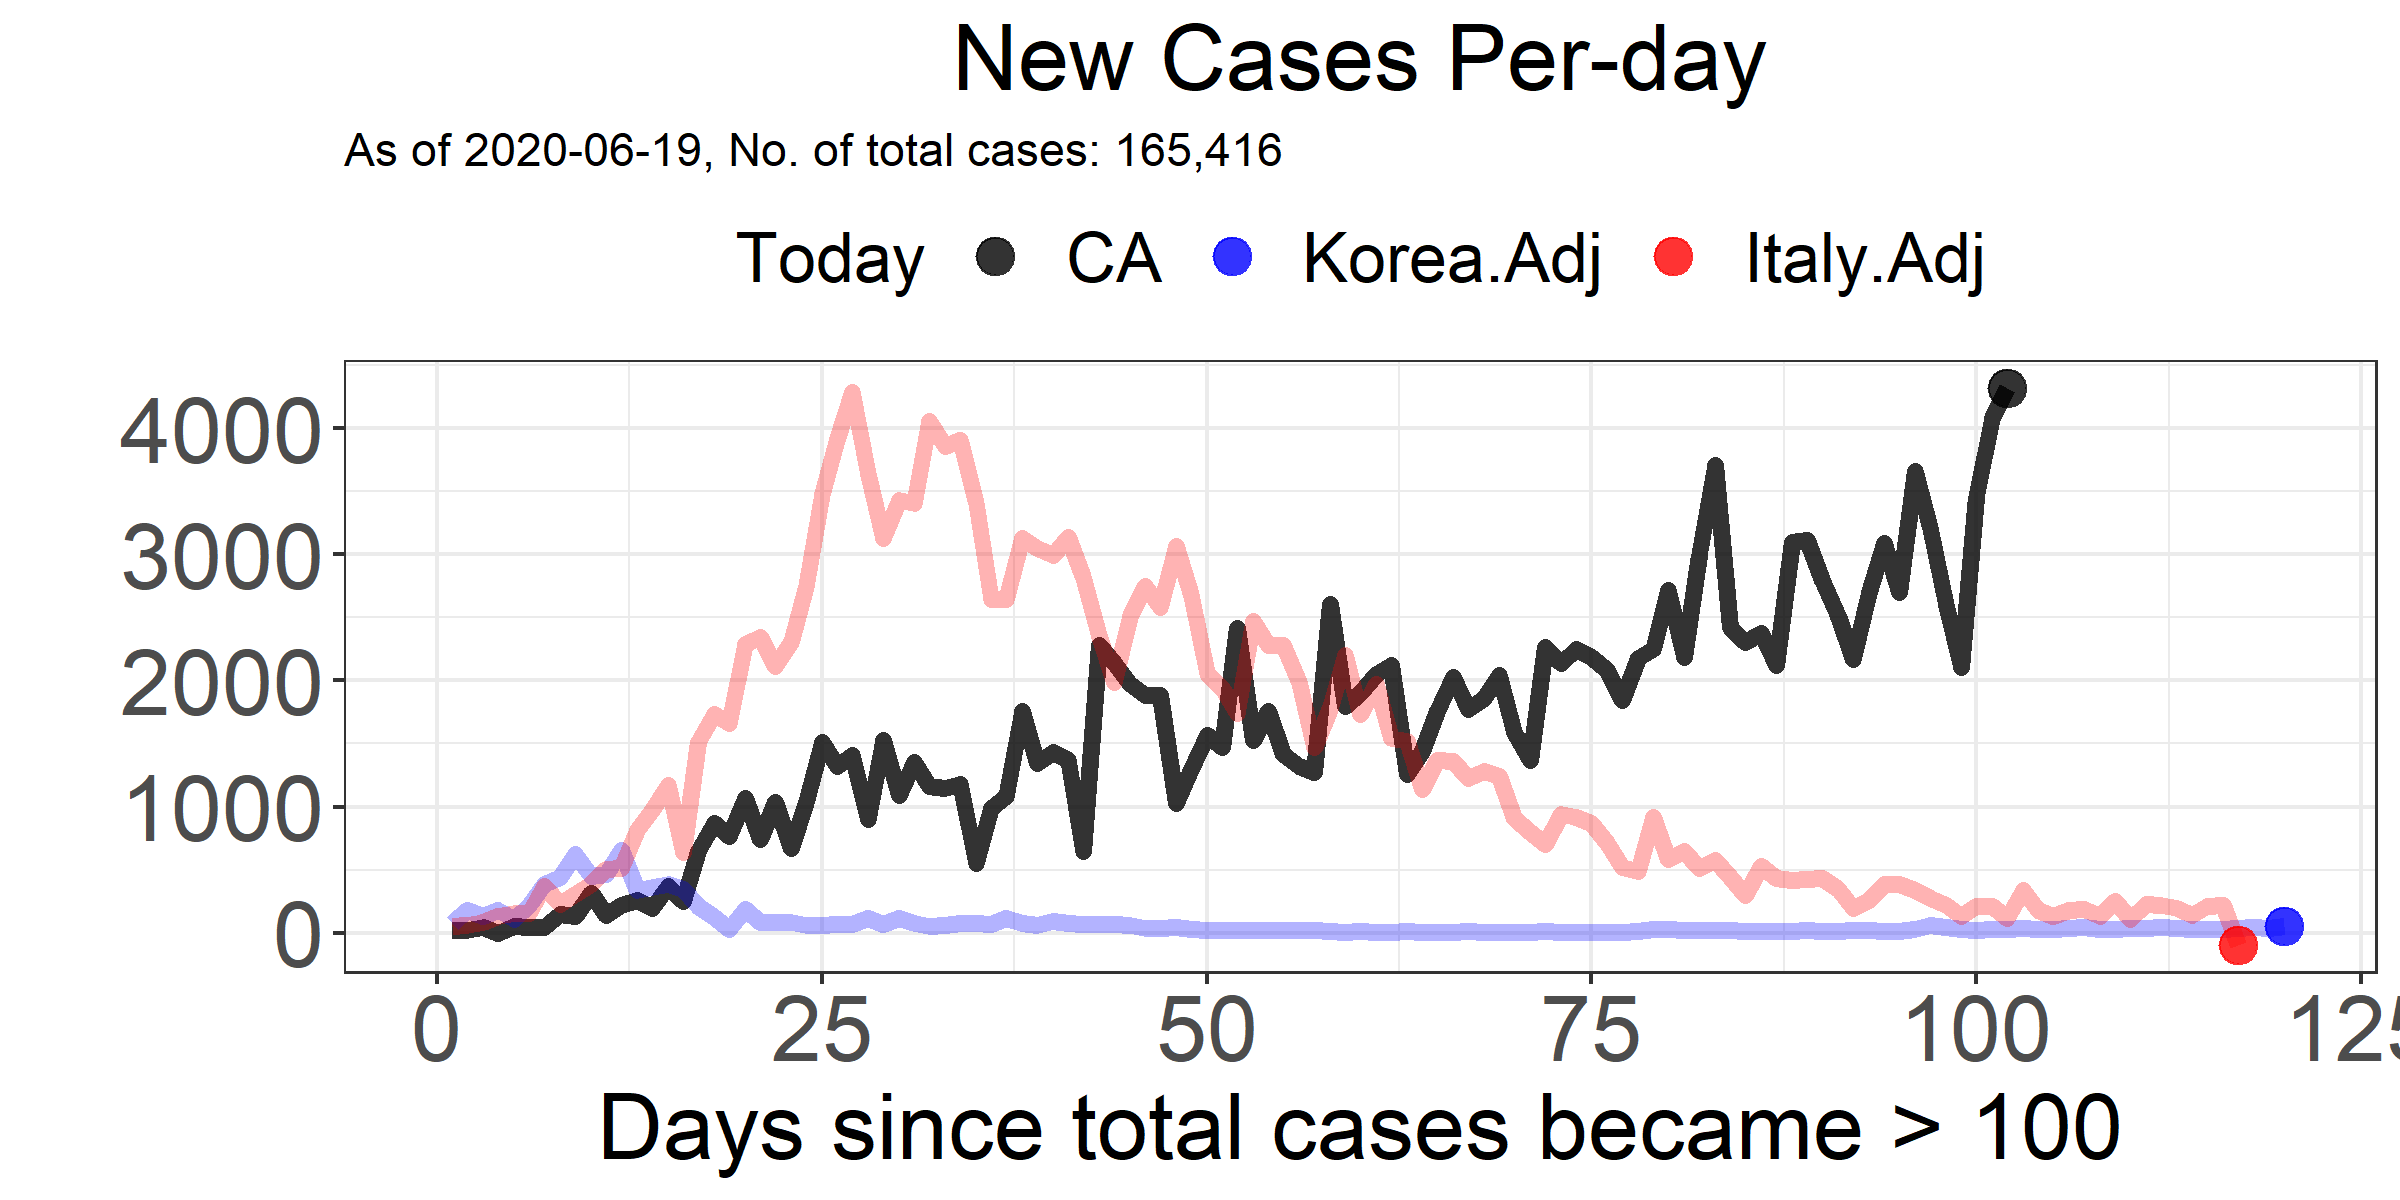 New Cases Per-day
As of 2020-06-19, No. of total cases: 165,416
Today CA Korea.Adj Italy.Adj
4000
3000
2000
1000
0
0 25 50 75 100 125
Days since total cases became > 100